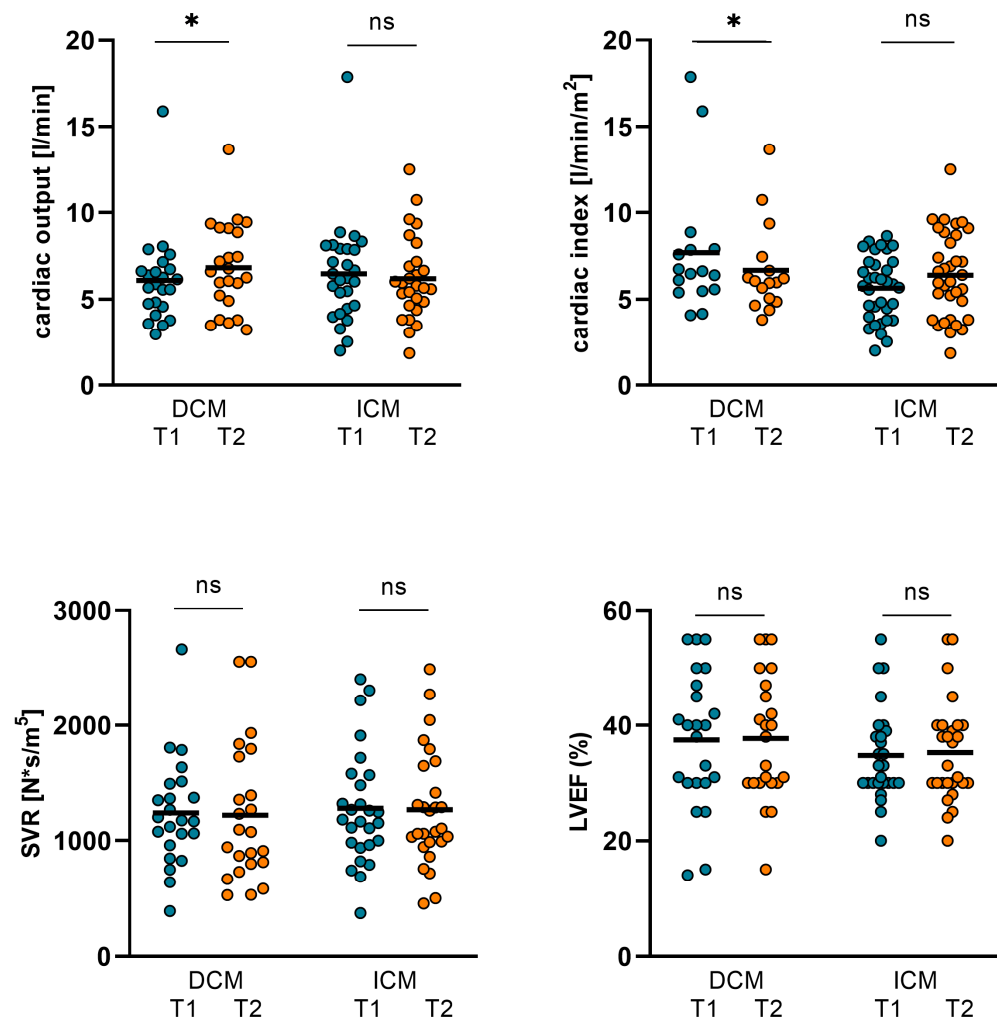 * ns
20
15
10
5
0
cardiac output [l/min]
DCM ICM
T1 T2 T1 T2
* ns
20
15
10
5
0
cardiac index [l/min/m²]
DCM ICM
T1 T2 T1 T2
ns ns
3000
2000
1000
0
SVR [N*s/m⁵]
DCM ICM
T1 T2 T1 T2
ns ns
60
40
20
0
LVEF (%)
DCM ICM
T1 T2 T1 T2